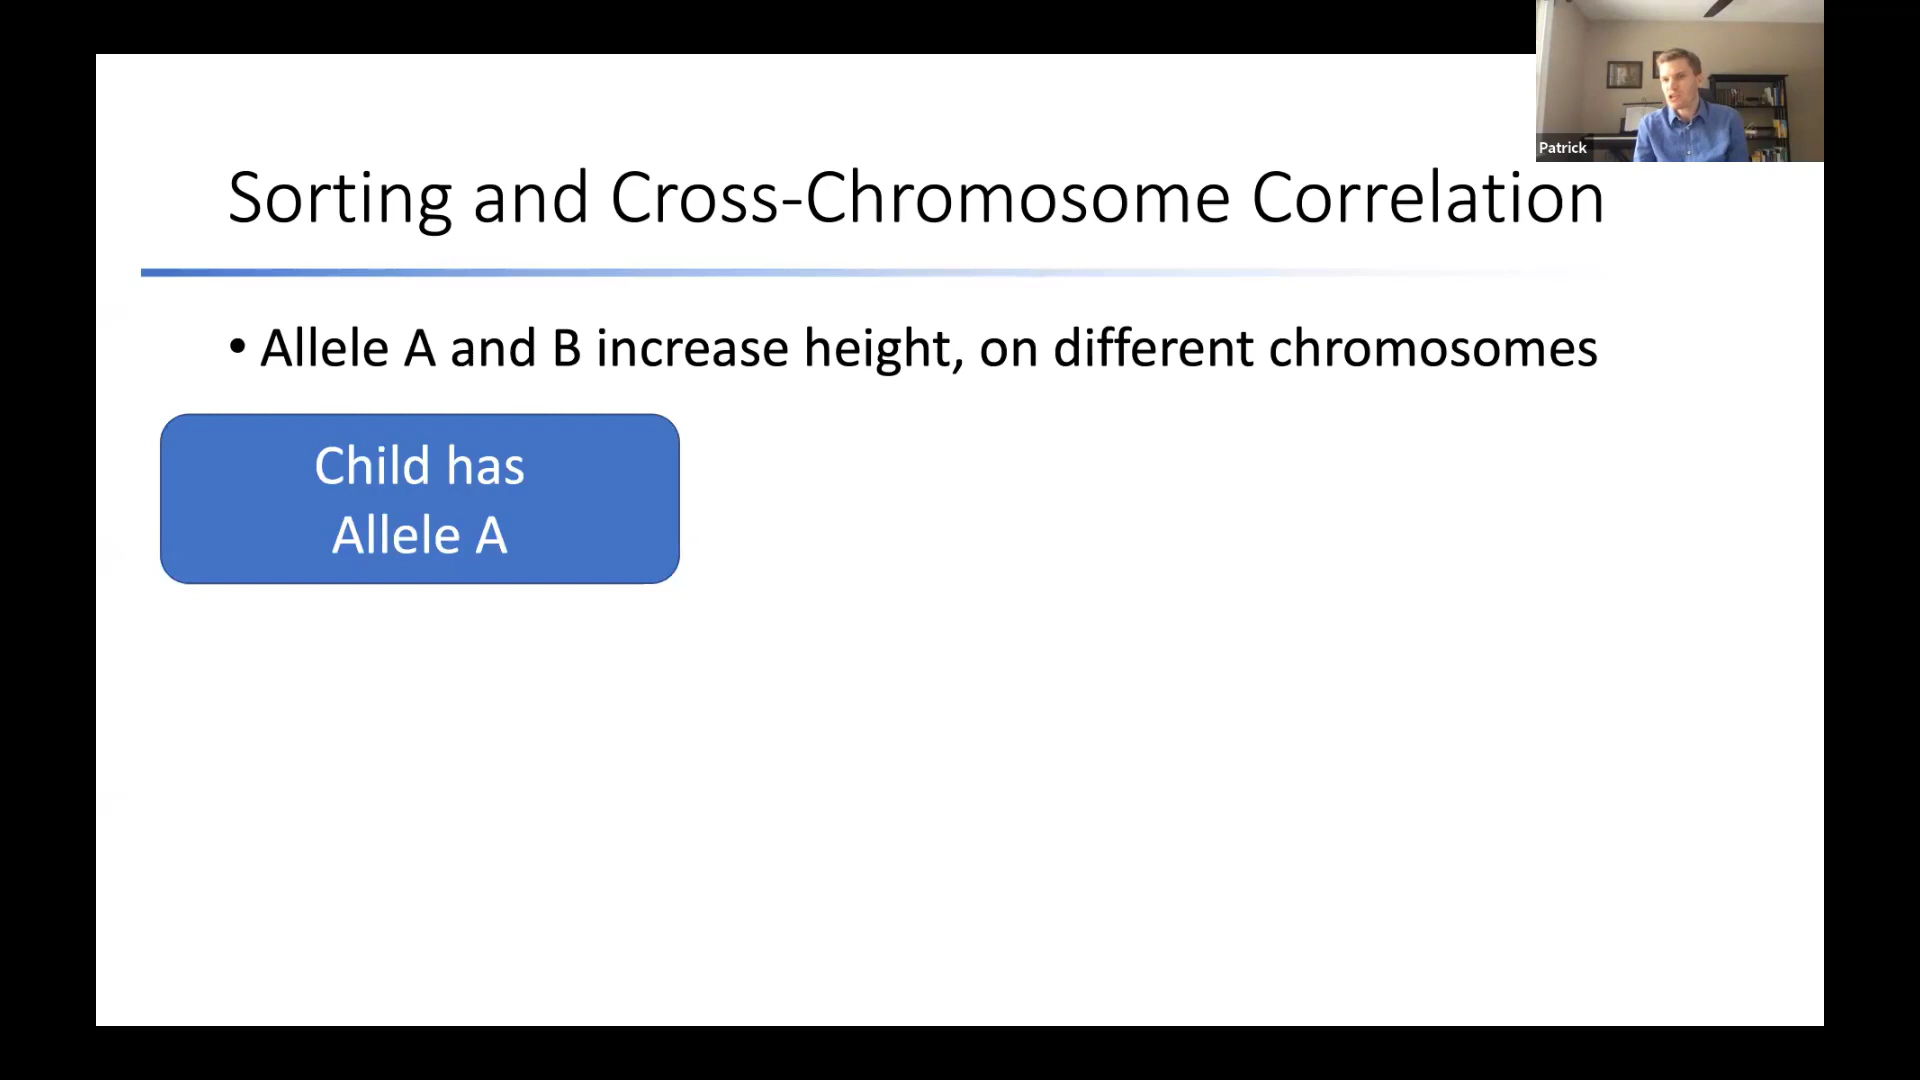 Patrick
Sorting and Cross-Chromosome Correlation
• Allele A and B increase height, on different chromosomes
Child has
Allele A